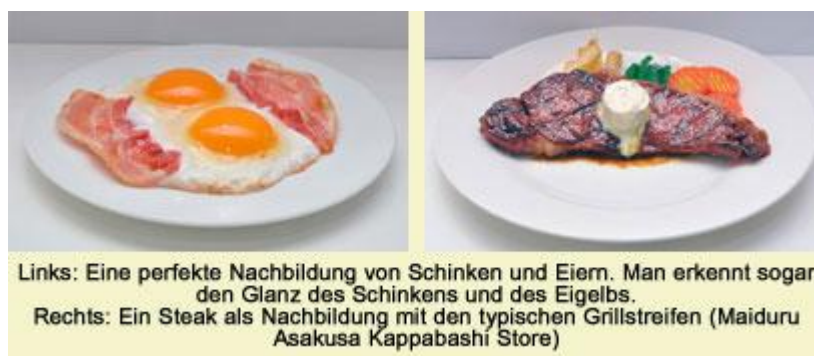 Links: Eine perfekte Nachbildung von Schinken und Eiern. Man erkennt sogar
den Glanz des Schinkens und des Eigelbs.
Rechts: Ein Steak als Nachbildung mit den typischen Grillstreifen (Maiduru
Asakusa Kappabashi Store)